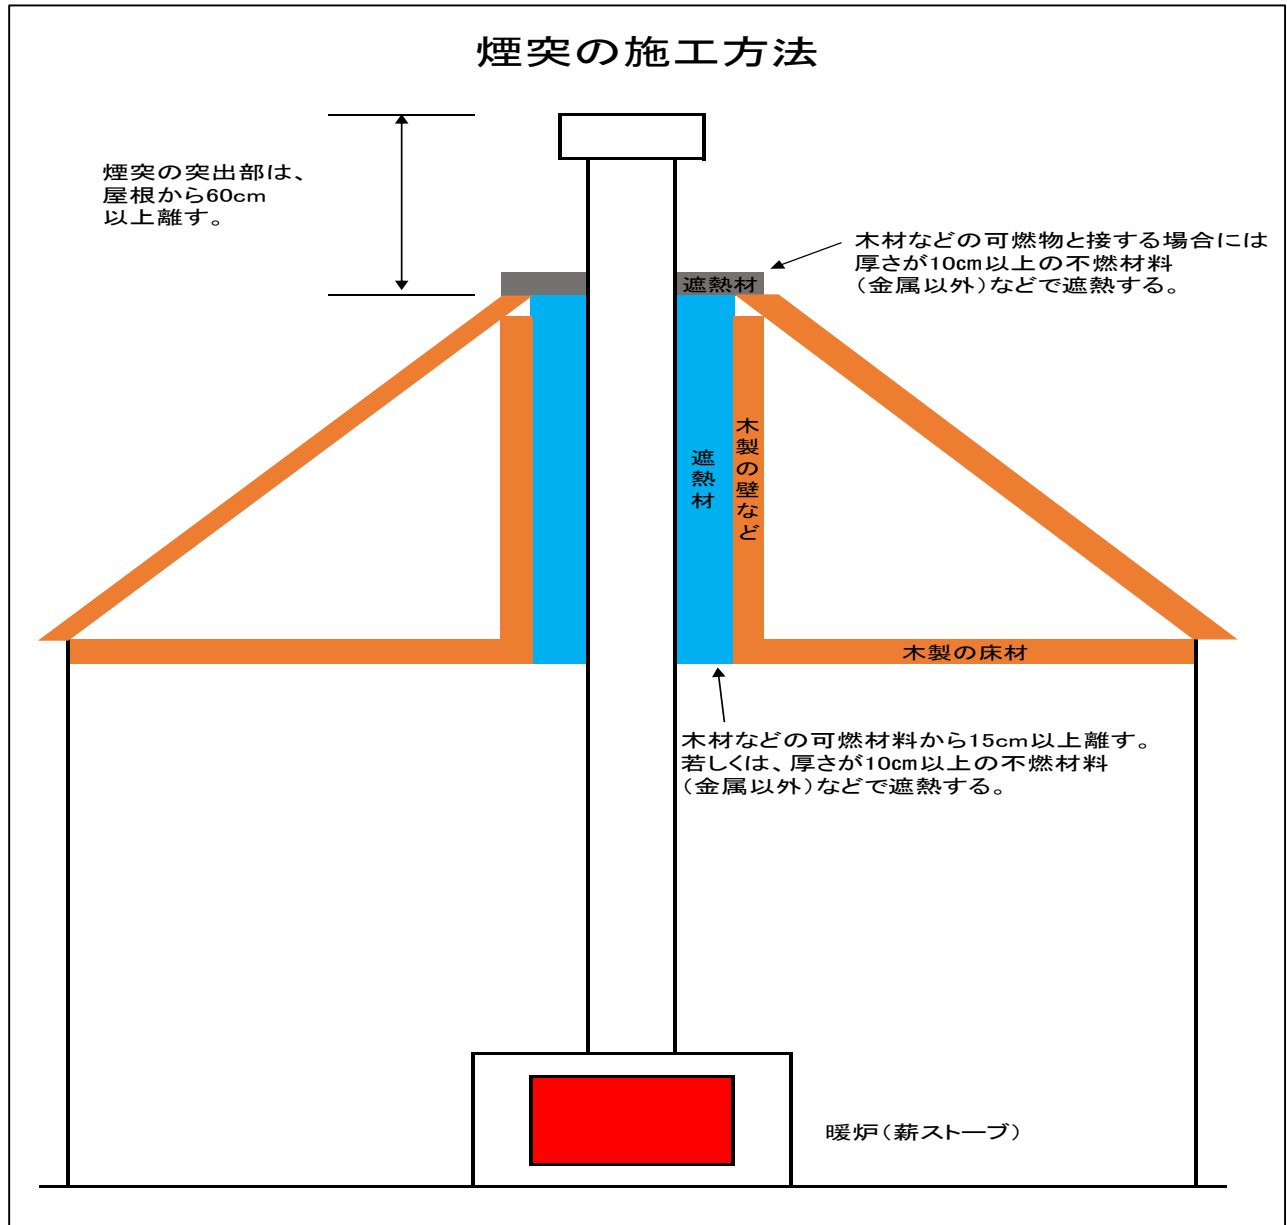 煙突の施工方法
煙突の突出部は、
屋根から60cm
以上離す。
木材などの可燃物と接する場合には
厚さが10cm以上の不燃材料
(金属以外)などで遮熱する。
遮熱材
遮熱材
木製の壁など
木製の床材
木材などの可燃材料から15cm以上離す。
若しくは、厚さが10cm以上の不燃材料
(金属以外)などで遮熱する。
暖炉(薪ストーブ)